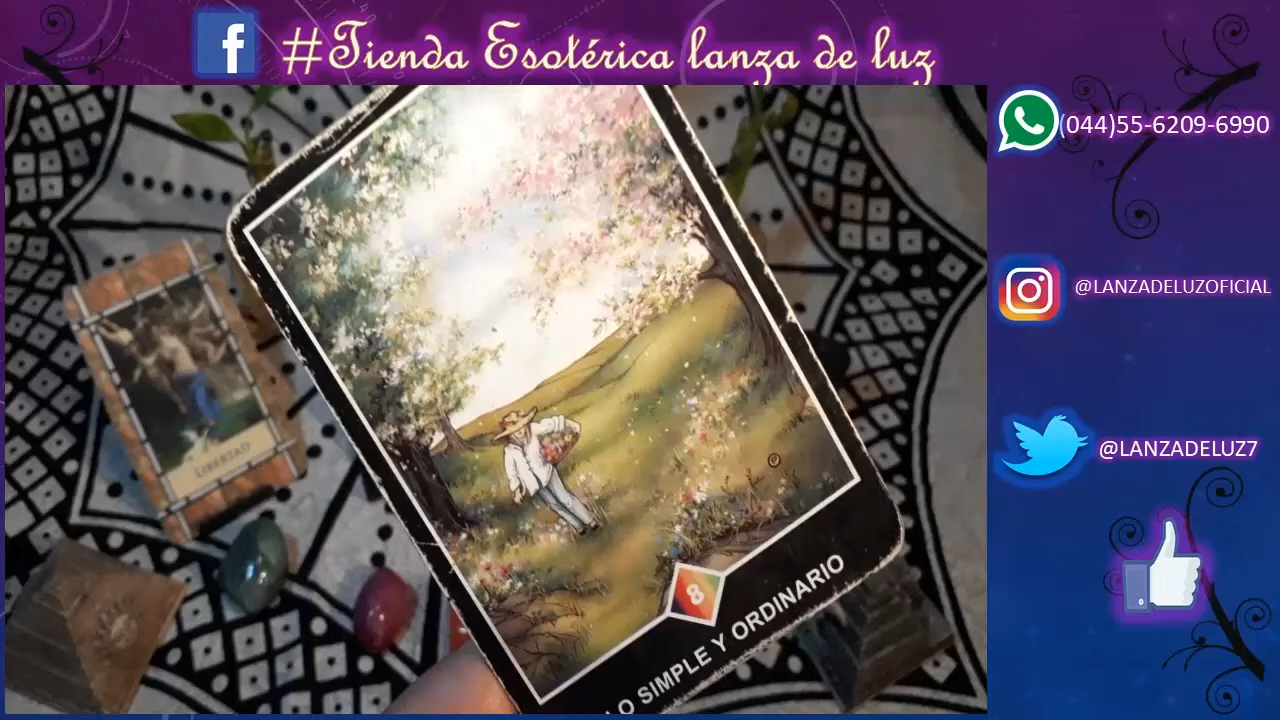 #Tienda Esotérica lanza de luz
(044)55-6209-6990
@LANZADELUZOFICIAL
@LANZADELUZ7
LIBERTAD
8
LO SIMPLE Y ORDINARIO